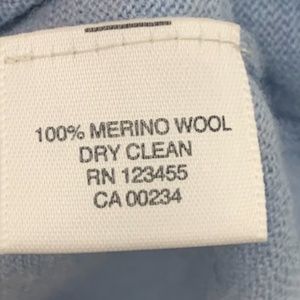 100% MERINO WOOL
DRY CLEAN
RN 123455
CA 00234